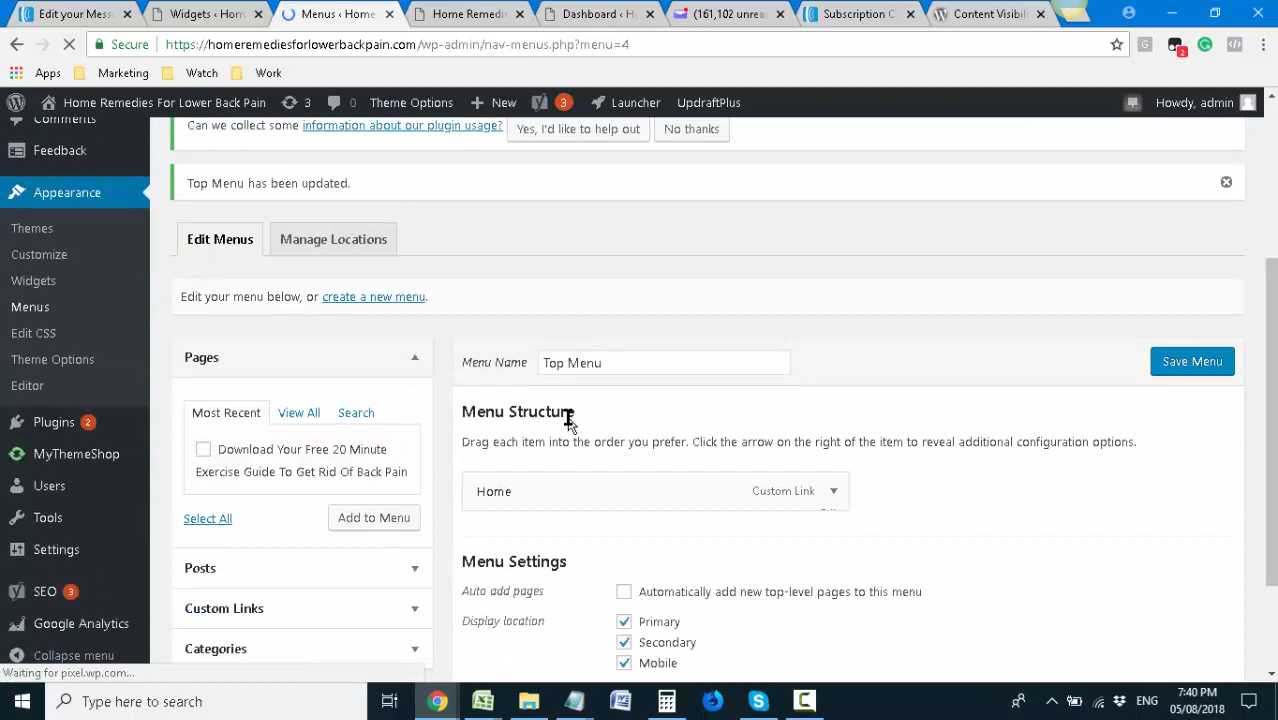 Edit your Mess
Widgets ‹ Hom
Menus ‹ Home
Home Remedie
Dashboard ‹ H
(161,102 unrea
Subscription C
Content Visibili
Secure
https://homeremediesforlowerbackpain.com/wp-admin/nav-menus.php?menu=4
G
2
Apps
Marketing
Watch
Work
Home Remedies For Lower Back Pain
3
0
Theme Options
New
3
Launcher
UpdraftPlus
Howdy, admin
Comments
Feedback
Appearance
Themes
Customize
Widgets
Menus
Edit CSS
Theme Options
Editor
Plugins 2
MyThemeShop
Users
Tools
Settings
SEO 3
Google Analytics
Collapse menu
Can we collect some information about our plugin usage? Yes, I'd like to help out No thanks
Top Menu has been updated.
Edit Menus
Manage Locations
Edit your menu below, or create a new menu.
Pages
Most Recent View All Search
Download Your Free 20 Minute
Exercise Guide To Get Rid Of Back Pain
Select All
Add to Menu
Posts
Custom Links
Categories
Menu Name Top Menu
Save Menu
Menu Structure
Drag each item into the order you prefer. Click the arrow on the right of the item to reveal additional configuration options.
Home Custom Link
Menu Settings
Auto add pages Automatically add new top-level pages to this menu
Display location Primary
Secondary
Mobile
Waiting for pixel.wp.com...
Type here to search
ENG
7:40 PM
05/08/2018